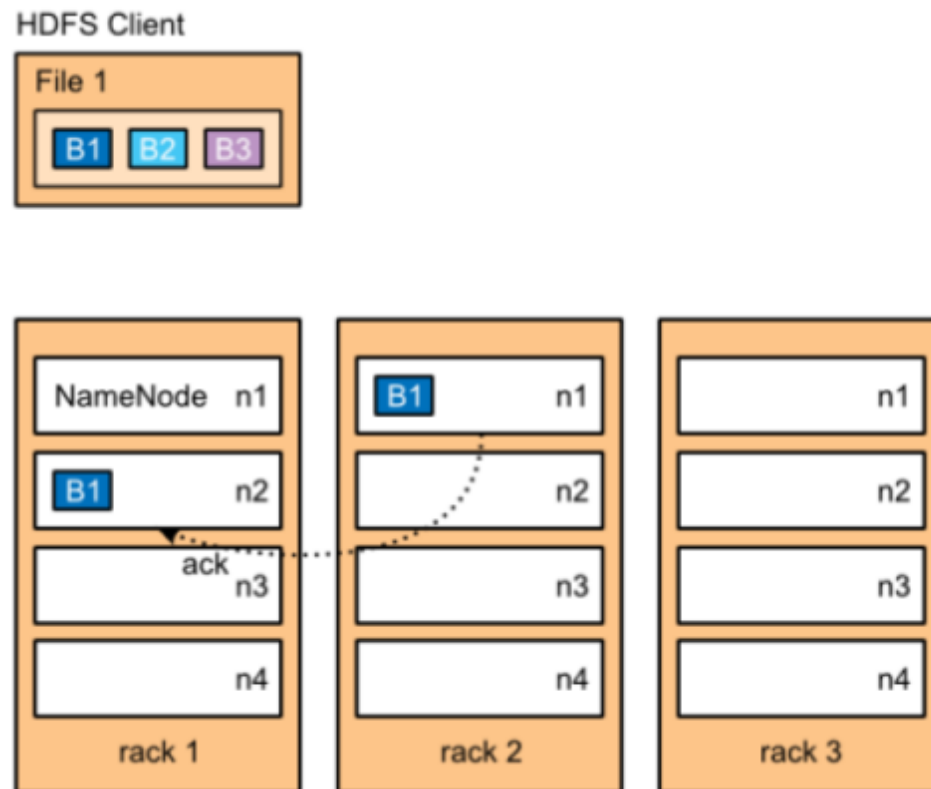 HDFS Client
File 1
B1 B2 B3
NameNode n1
B1 n2
ack
n3
n4
rack 1
B1 n1
n2
n3
n4
rack 2
n1
n2
n3
n4
rack 3